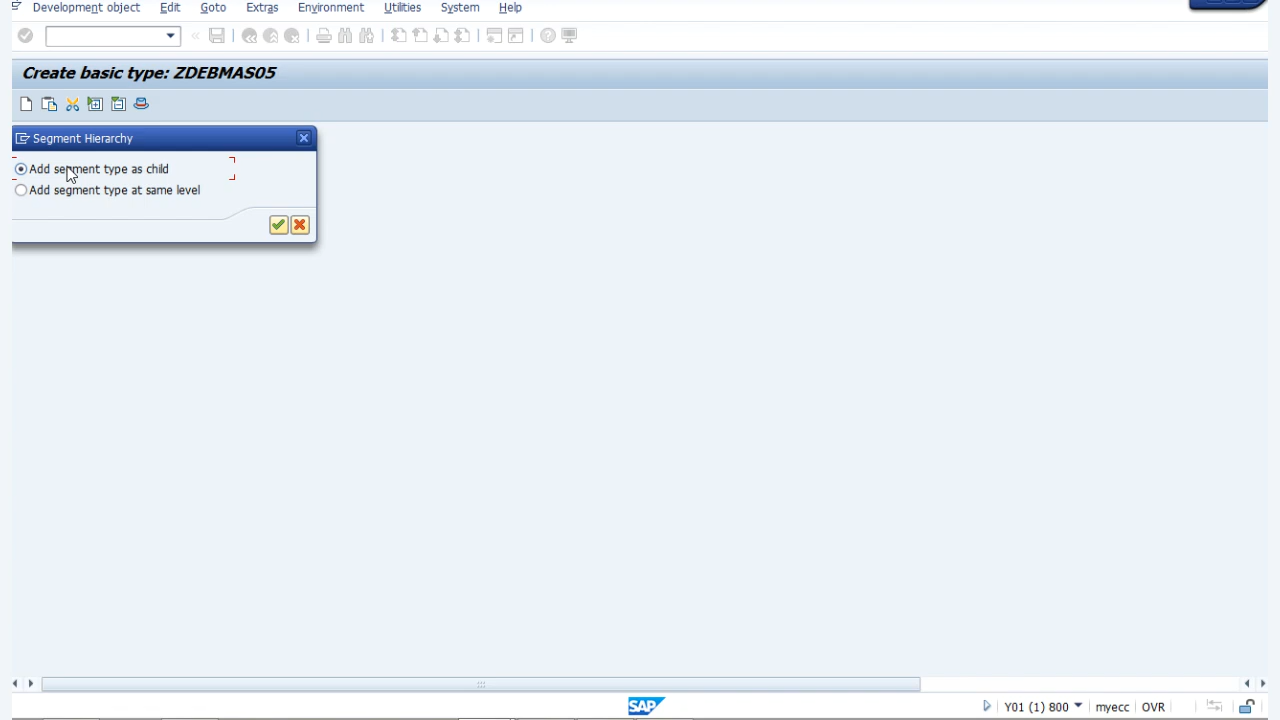 Development object Edit Goto Extras Environment Utilities System Help
Create basic type: ZDEBMAS05
Segment Hierarchy
Add segment type as child
Add segment type at same level
SAP
Y01 (1) 800 myecc OVR